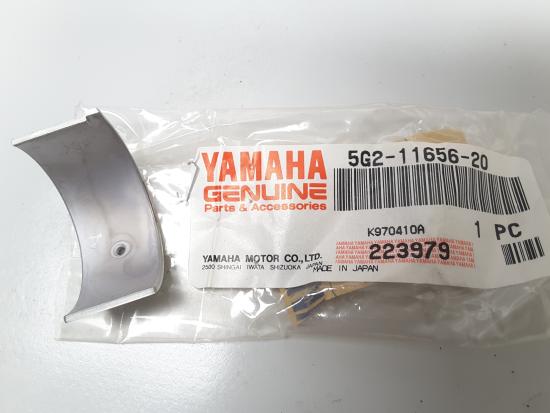 YAMAHA
GENUINE
Parts & Accessories
5G2-11656-20
K970410A
1 PC
223979
YAMAHA MOTOR CO.,LTD.
2500 SHINGAI IWATA SHIZUOKA JAPAN
MADE IN JAPAN